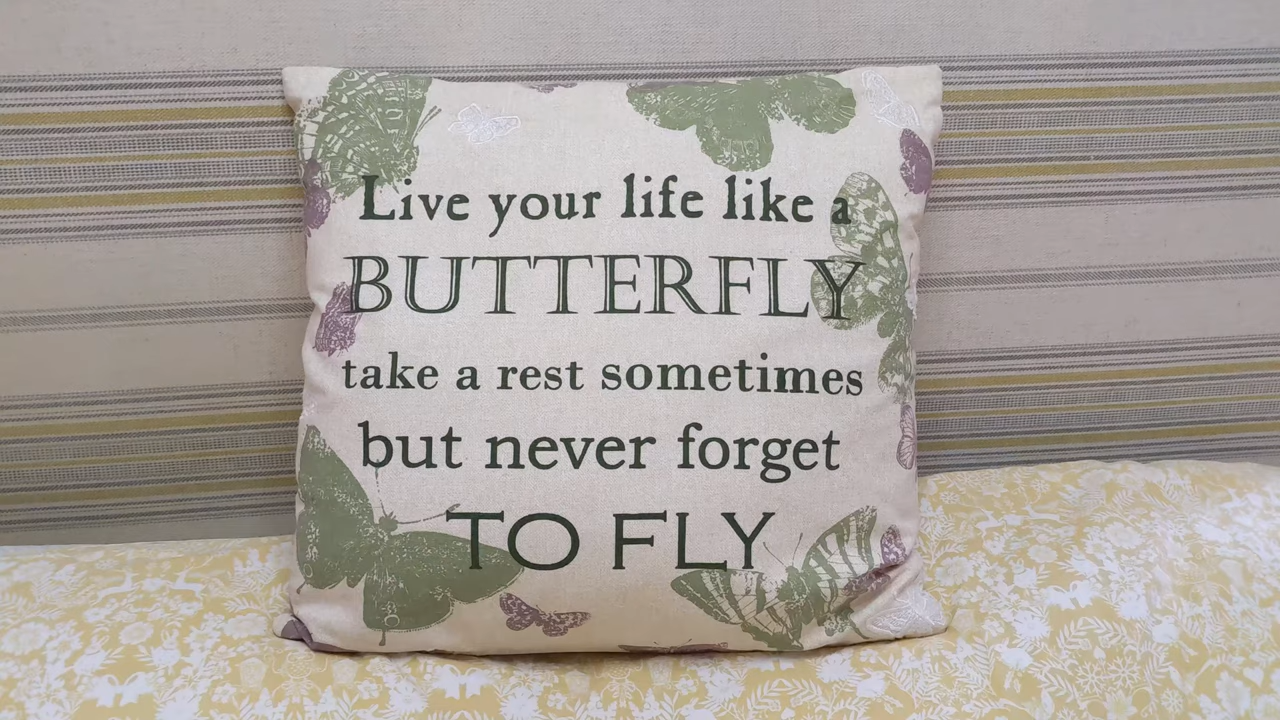 Live your life like a
BUTTERFLY
take a rest sometimes
but never forget
TO FLY